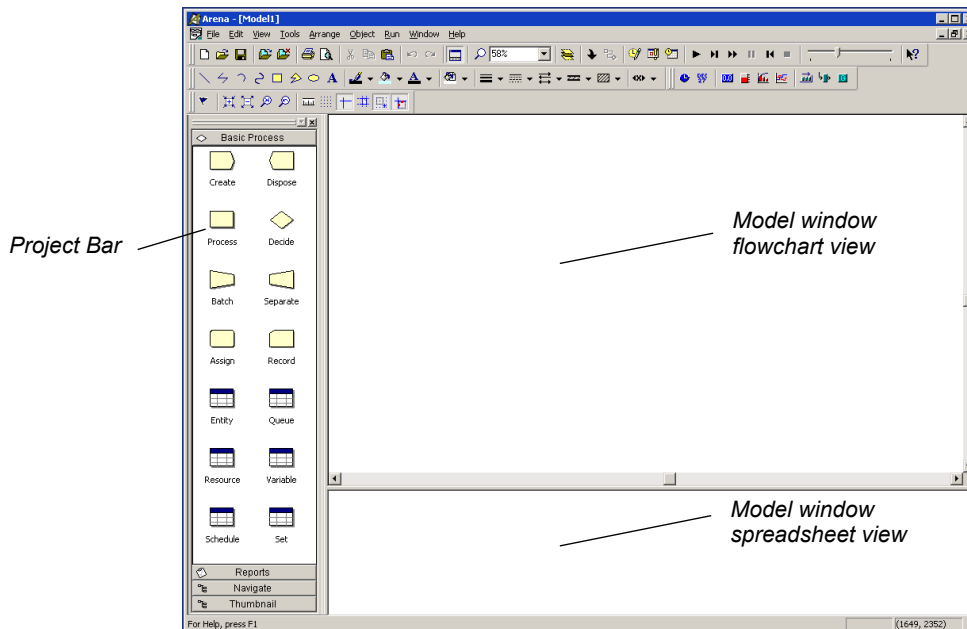 Arena - [Model1]
File Edit View Tools Arrange Object Run Window Help
58%
A A
Basic Process
Create Dispose
Process Decide
Batch Separate
Assign Record
Entity Queue
Resource Variable
Schedule Set
Reports
Navigate
Thumbnail
For Help, press F1 (1649, 2352)
Project Bar
Model window
flowchart view
Model window
spreadsheet view